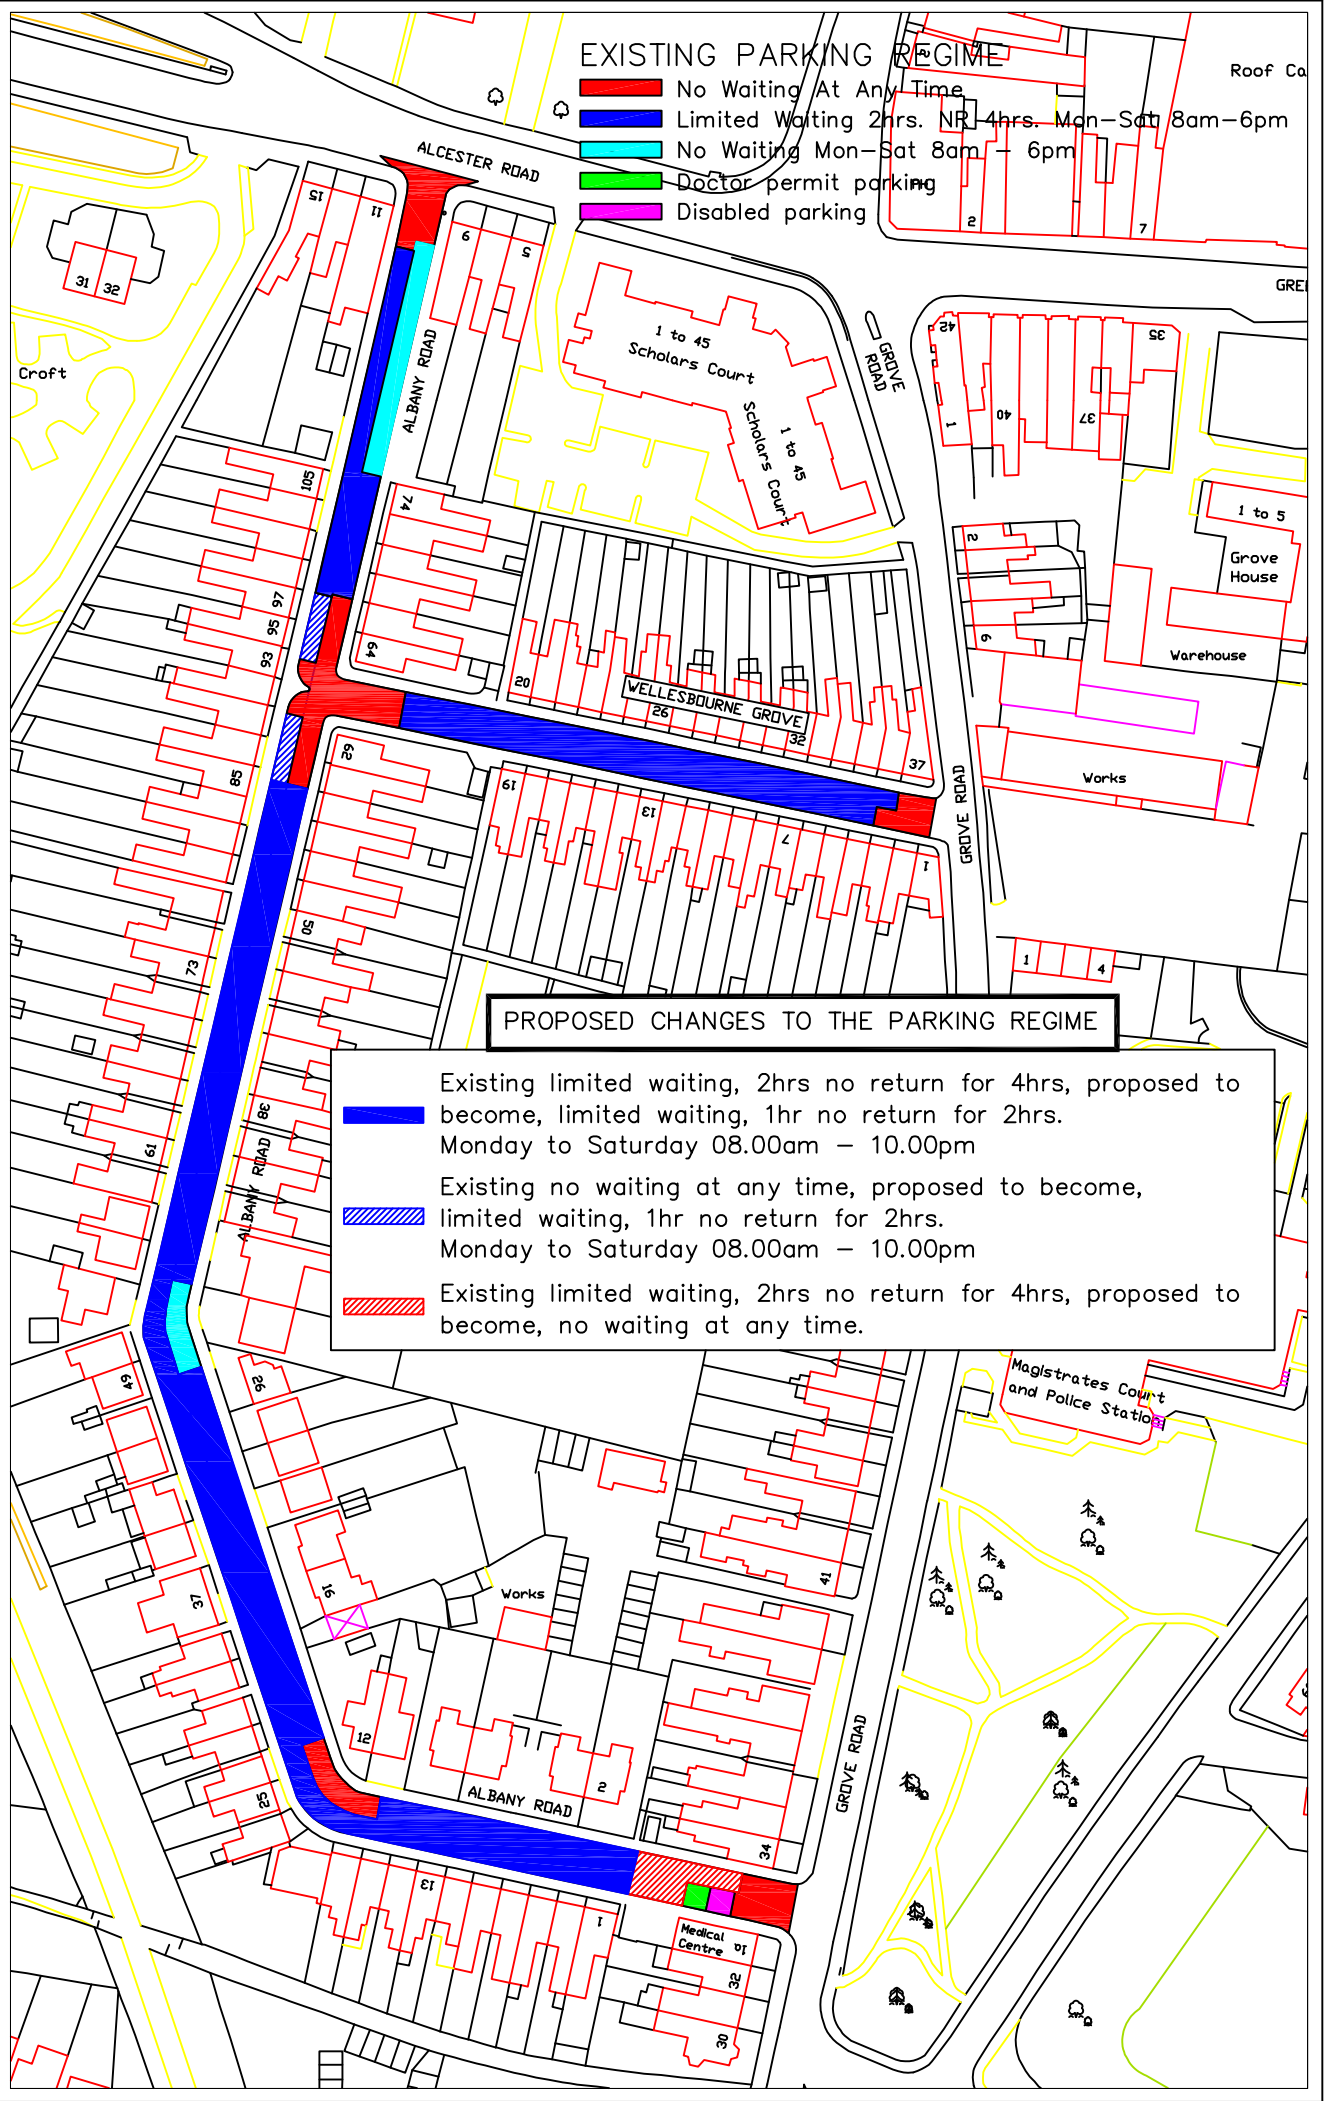 EXISTING PARKING REGIME
No Waiting At Any Time
Limited Waiting 2hrs. NR 4hrs. Mon-Sat 8am-6pm
No Waiting Mon-Sat 8am - 6pm
Doctor permit parking
Disabled parking
Roof Ca
ALCESTER ROAD
PH
2
7
15
11
9
5
31 32
GRE
ALBANY ROAD
1 to 45
Scholars Court
1 to 45
Scholars Court
GROVE
ROAD
42
35
1
40
37
Croft
105
74
1 to 5
Grove
House
2
6
97
95
93
64
20
WELLESBOURNE GROVE
26
32
37
Warehouse
Works
62
85
19
13
7
1
GROVE ROAD
50
73
1
4
PROPOSED CHANGES TO THE PARKING REGIME
Existing limited waiting, 2hrs no return for 4hrs, proposed to
become, limited waiting, 1hr no return for 2hrs.
Monday to Saturday 08.00am - 10.00pm
Existing no waiting at any time, proposed to become,
limited waiting, 1hr no return for 2hrs.
Monday to Saturday 08.00am - 10.00pm
Existing limited waiting, 2hrs no return for 4hrs, proposed to
become, no waiting at any time.
38
61
ALBANY ROAD
49
26
Magistrates Court
and Police Station
41
16
Works
37
12
2
ALBANY ROAD
GROVE ROAD
25
34
13
1
Medical
Centre
1a
32
30